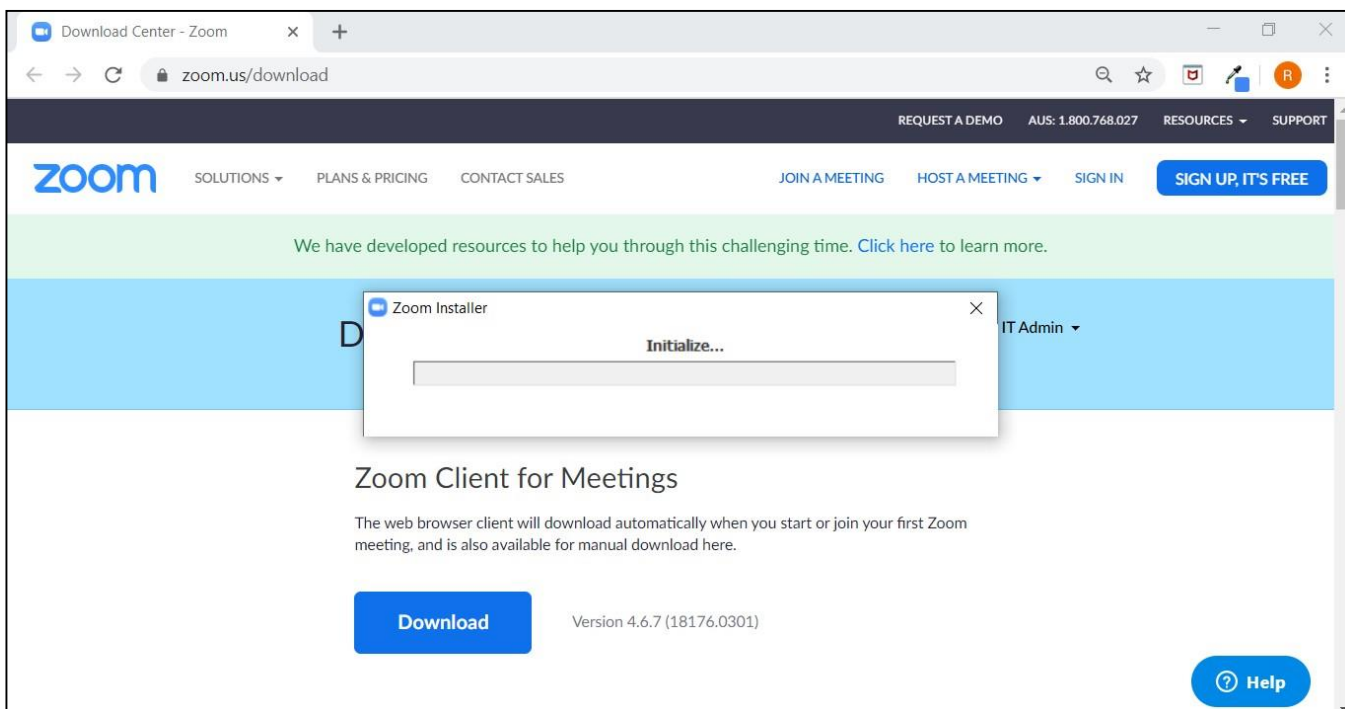 Download Center - Zoom
zoom.us/download
R
REQUEST A DEMO AUS: 1.800.768.027 RESOURCES SUPPORT
zoom SOLUTIONS PLANS & PRICING CONTACT SALES JOIN A MEETING HOST A MEETING SIGN IN SIGN UP, IT'S FREE
We have developed resources to help you through this challenging time. Click here to learn more.
Zoom Installer
D IT Admin
Initialize...
Zoom Client for Meetings
The web browser client will download automatically when you start or join your first Zoom
meeting, and is also available for manual download here.
Download Version 4.6.7 (18176.0301)
Help